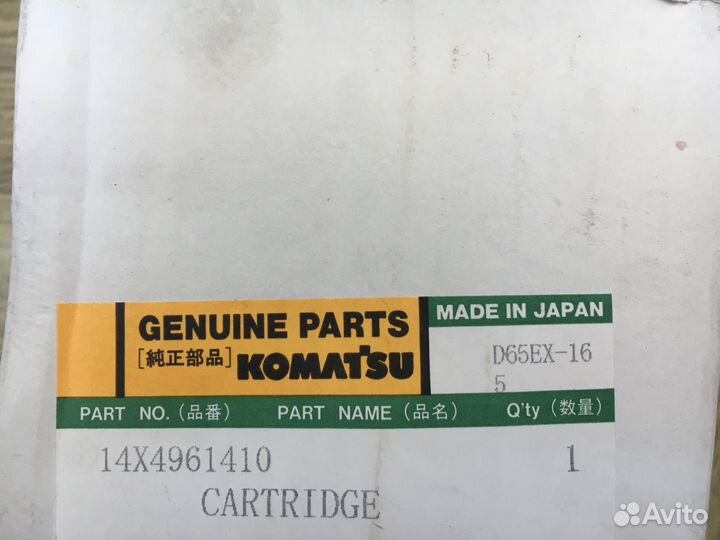 GENUINE PARTS
[純正部品] KOMATSU
MADE IN JAPAN
D65EX-16
5
PART NO. (品番) PART NAME (品名) Q'ty (数量)
14X4961410 1
CARTRIDGE
Avito